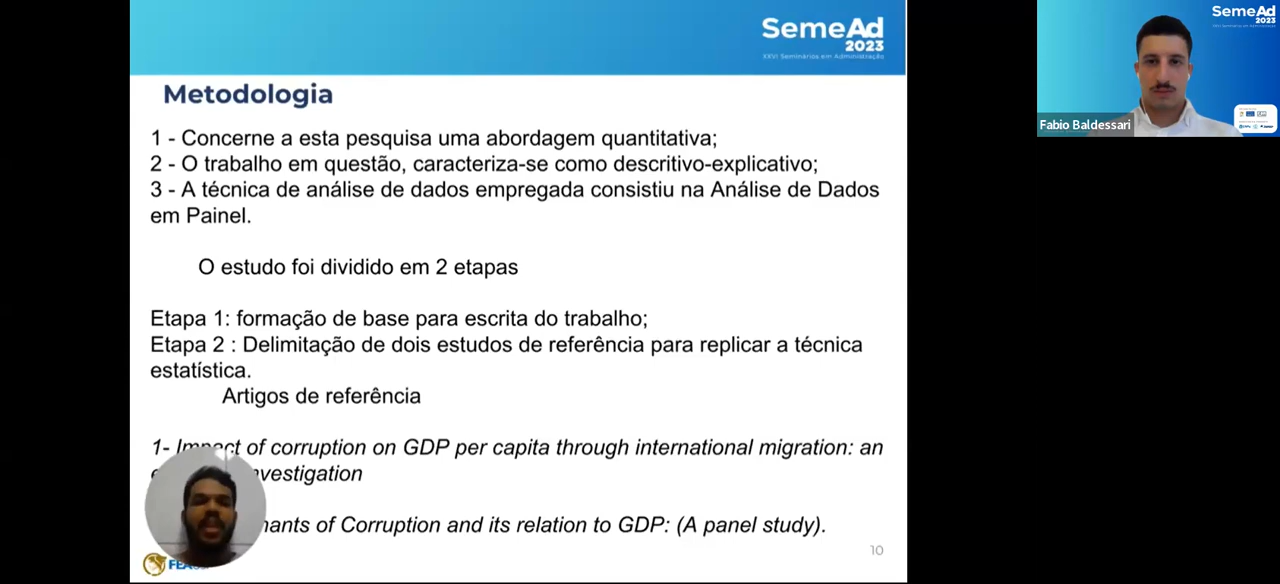 SemeAd
2023
XXVI Seminários em Administração
Metodologia
1 - Concerne a esta pesquisa uma abordagem quantitativa;
2 - O trabalho em questão, caracteriza-se como descritivo-explicativo;
3 - A técnica de análise de dados empregada consistiu na Análise de Dados
em Painel.
O estudo foi dividido em 2 etapas
Etapa 1: formação de base para escrita do trabalho;
Etapa 2 : Delimitação de dois estudos de referência para replicar a técnica
estatística.
Artigos de referência
1- Impact of corruption on GDP per capita through international migration: an
vestigation
nants of Corruption and its relation to GDP: (A panel study).
10
SemeAd
2023
Fabio Baldessari